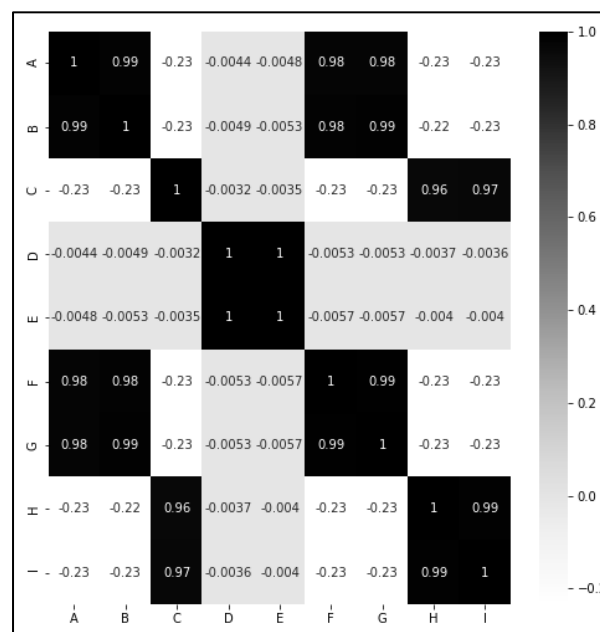 1.0
A 1 0.99 -0.23 -0.0044 -0.0048 0.98 0.98 -0.23 -0.23
B 0.99 1 -0.23 -0.0049 -0.0053 0.98 0.99 -0.22 -0.23
0.8
C -0.23 -0.23 1 -0.0032 -0.0035 -0.23 -0.23 0.96 0.97
0.6
D -0.0044 -0.0049 -0.0032 1 1 -0.0053 -0.0053 -0.0037 -0.0036
0.4
E -0.0048 -0.0053 -0.0035 1 1 -0.0057 -0.0057 -0.004 -0.004
F 0.98 0.98 -0.23 -0.0053 -0.0057 1 0.99 -0.23 -0.23
0.2
G 0.98 0.99 -0.23 -0.0053 -0.0057 0.99 1 -0.23 -0.23
0.0
H -0.23 -0.22 0.96 -0.0037 -0.004 -0.23 -0.23 1 0.99
I -0.23 -0.23 0.97 -0.0036 -0.004 -0.23 -0.23 0.99 1
A B C D E F G H I